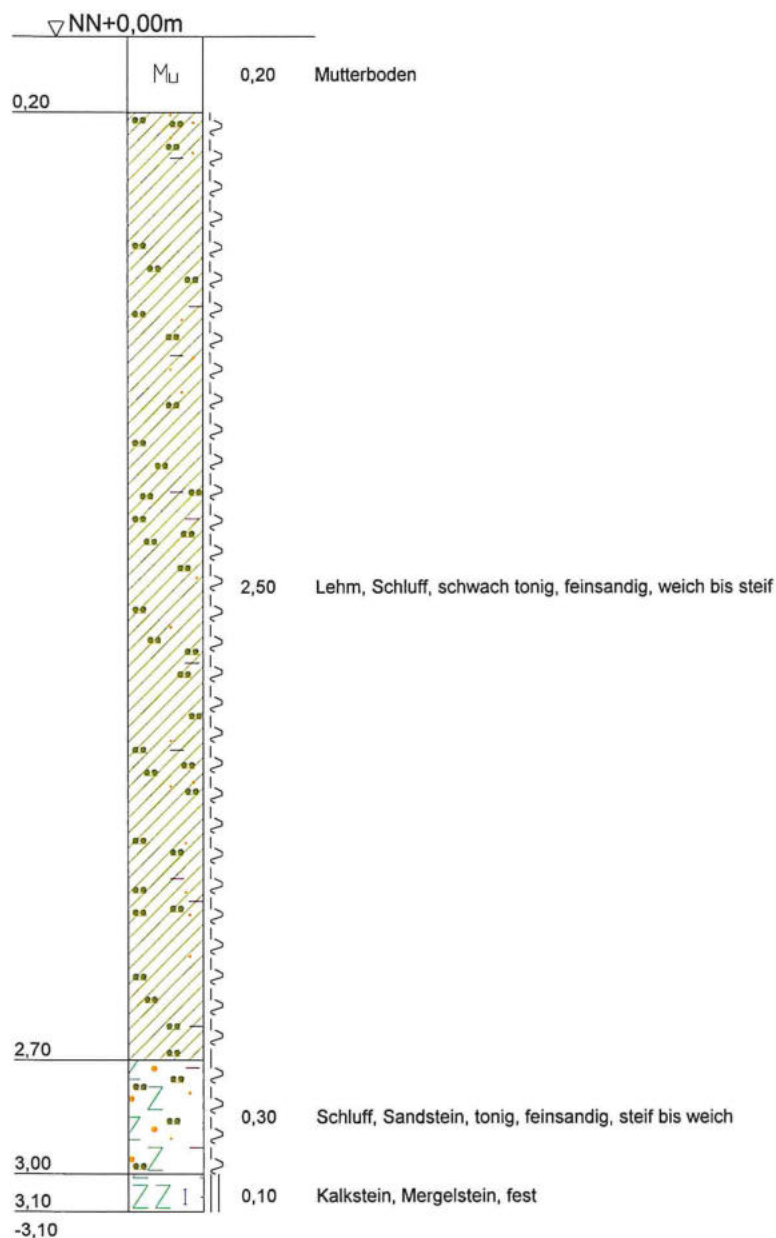 NN+0,00m
Mu 0,20 Mutterboden
0,20
2,50 Lehm, Schluff, schwach tonig, feinsandig, weich bis steif
2,70
0,30 Schluff, Sandstein, tonig, feinsandig, steif bis weich
3,00
0,10 Kalkstein, Mergelstein, fest
3,10
-3,10